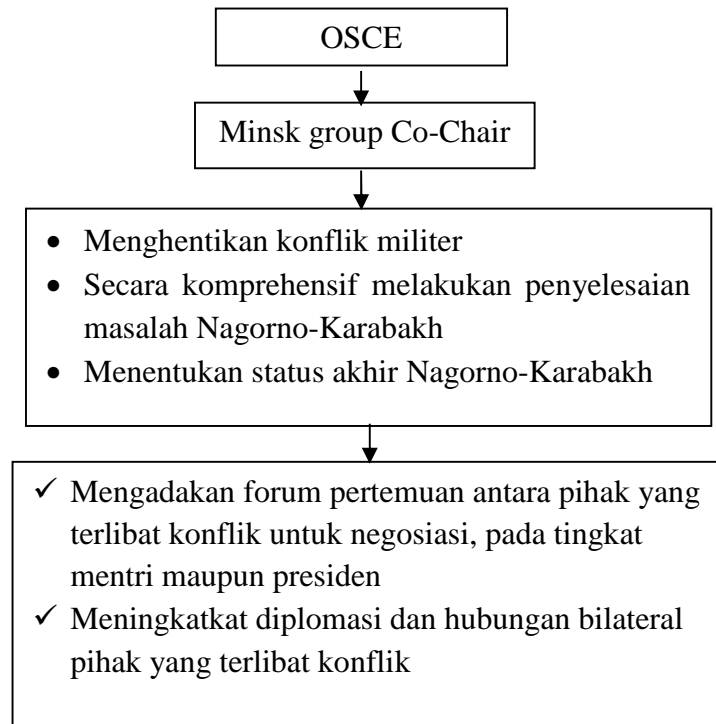 OSCE
Minsk group Co-Chair
• Menghentikan konflik militer
• Secara komprehensif melakukan penyelesaian
masalah Nagorno-Karabakh
• Menentukan status akhir Nagorno-Karabakh
✓ Mengadakan forum pertemuan antara pihak yang
terlibat konflik untuk negosiasi, pada tingkat
mentri maupun presiden
✓ Meningkatkat diplomasi dan hubungan bilateral
pihak yang terlibat konflik